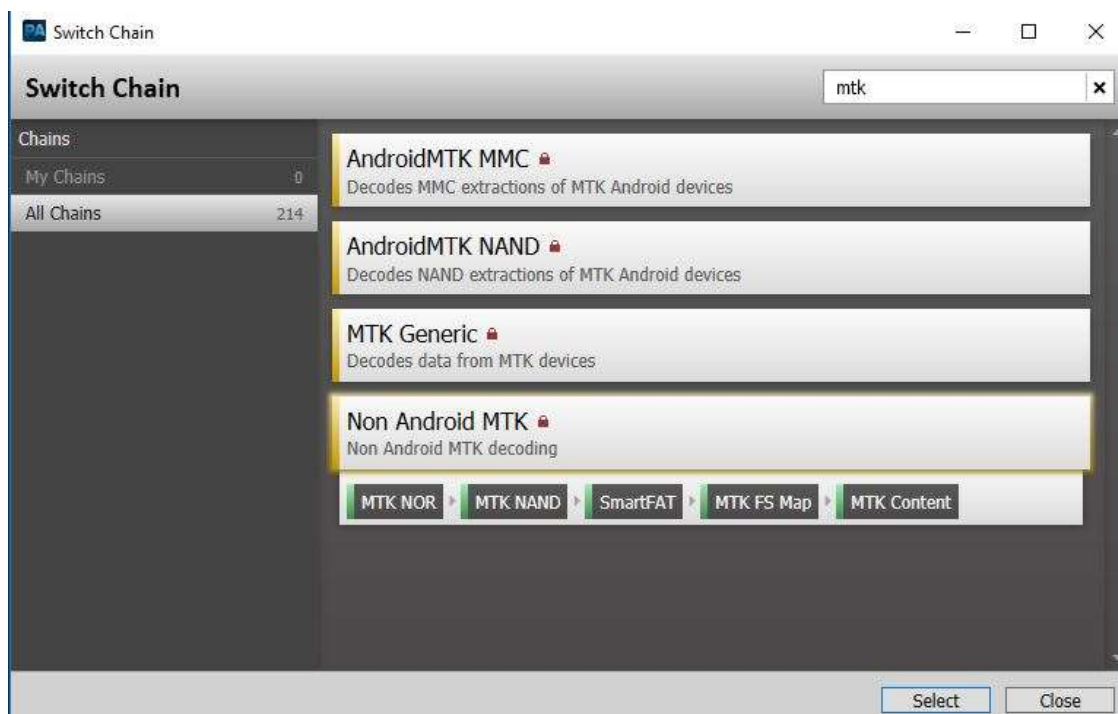 PA Switch Chain
Switch Chain
mtk
Chains
My Chains 0
All Chains 214
AndroidMTK MMC
Decodes MMC extractions of MTK Android devices
AndroidMTK NAND
Decodes NAND extractions of MTK Android devices
MTK Generic
Decodes data from MTK devices
Non Android MTK
Non Android MTK decoding
MTK NOR MTK NAND SmartFAT MTK FS Map MTK Content
Select Close